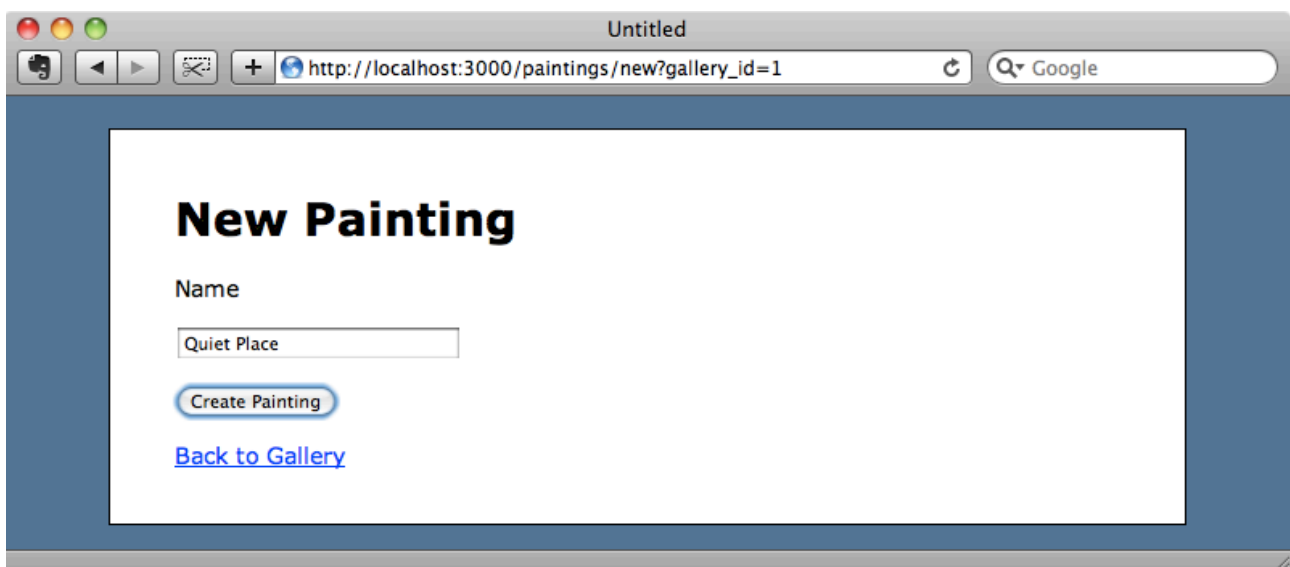 Untitled
http://localhost:3000/paintings/new?gallery_id=1
Google
New Painting
Name
Quiet Place
Create Painting
Back to Gallery